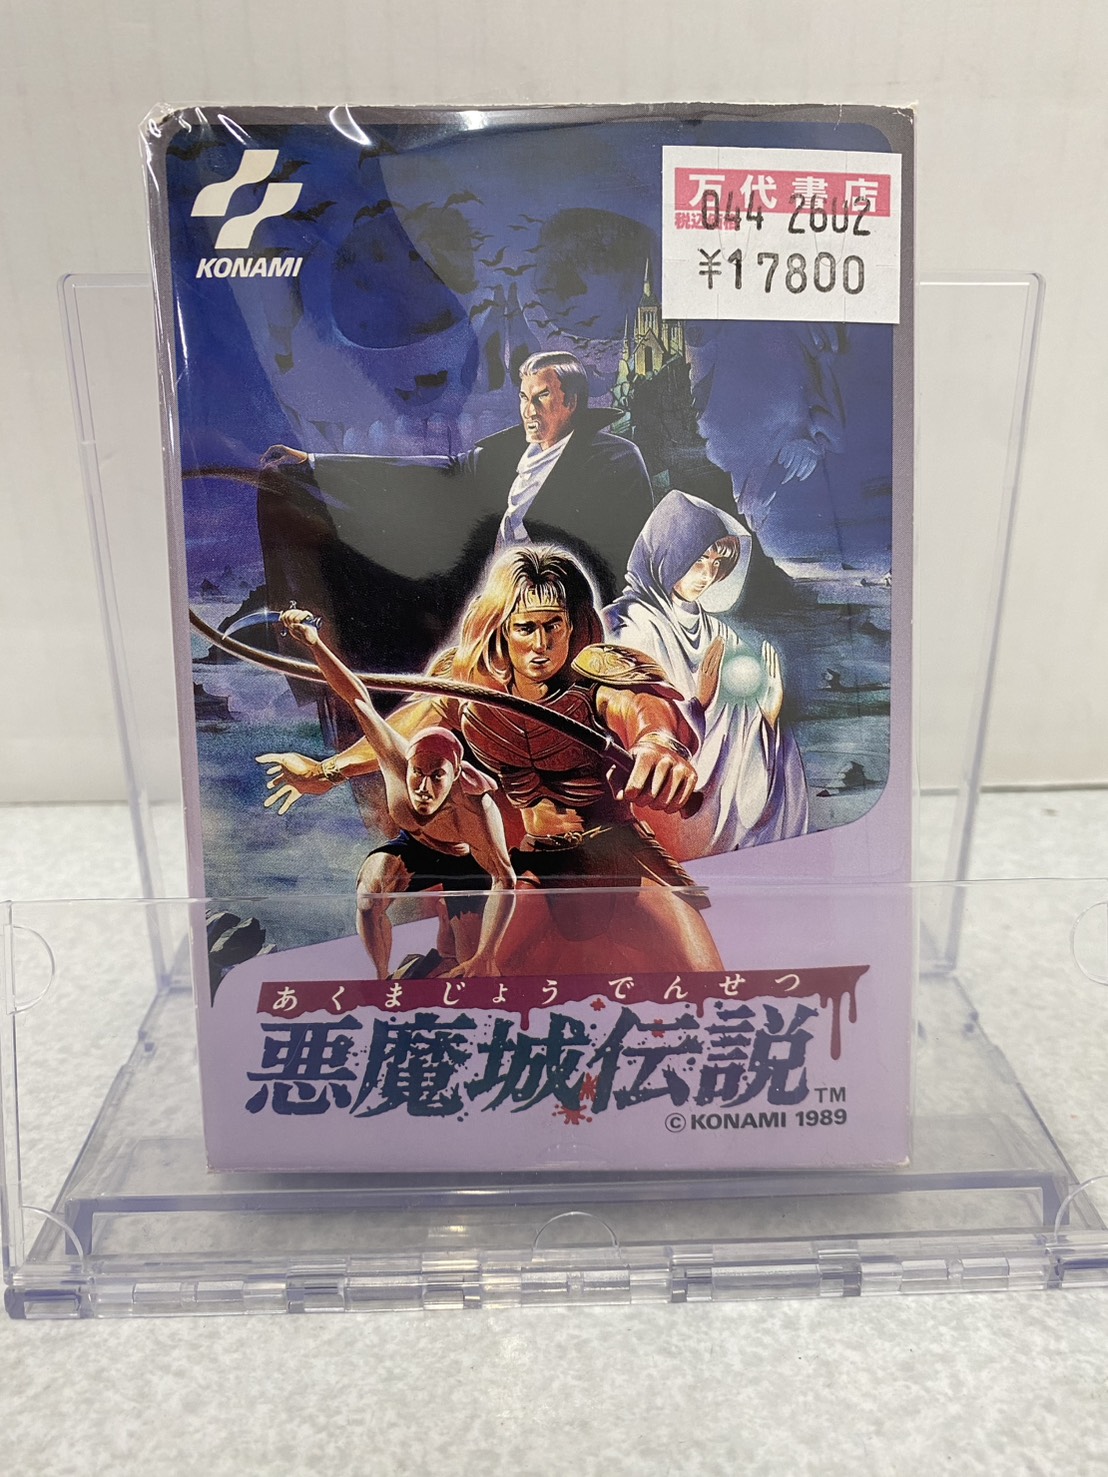 KONAMI
万代書店
税込価格
044 2602
¥17800
あくまじょうでんせつ
悪魔城伝説 TM
© KONAMI 1989